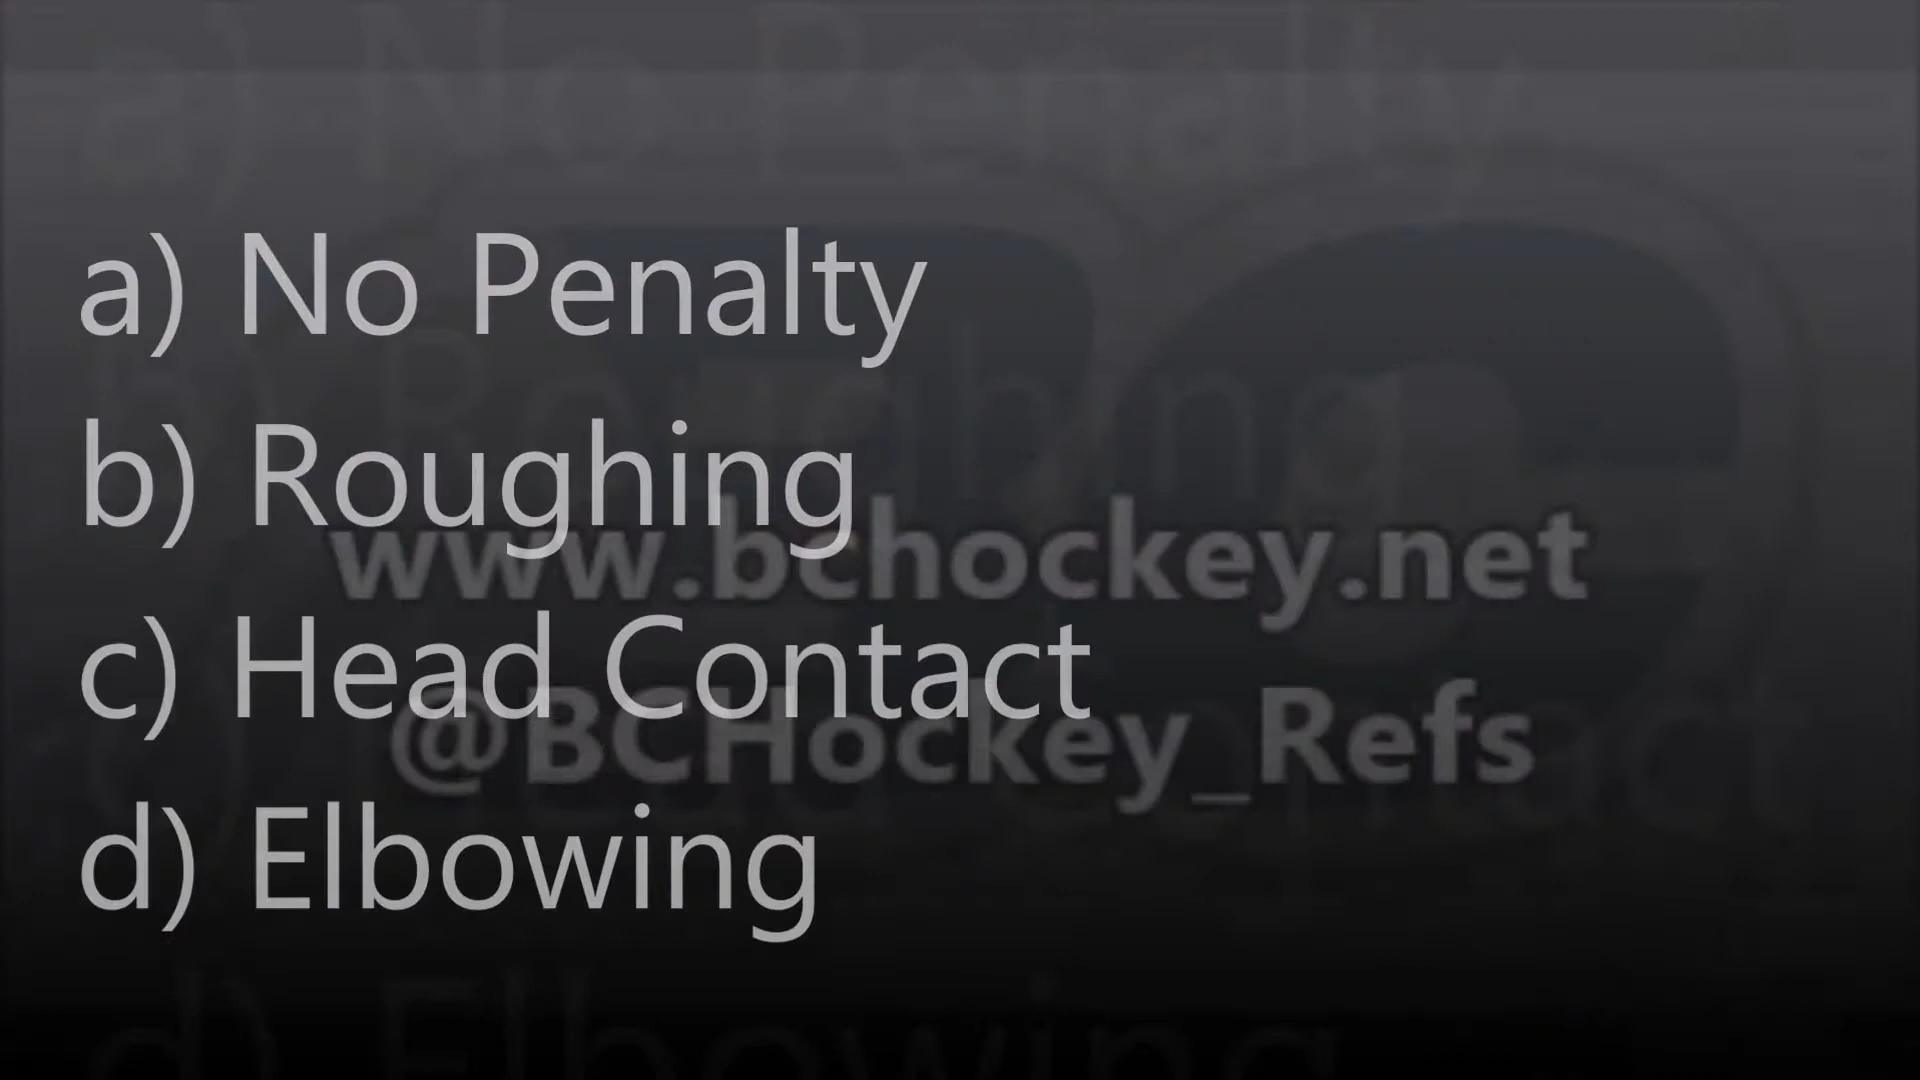 a) No Penalty
b) Roughing
www.bchockey.net
c) Head Contact
@BCHockey_Refs
d) Elbowing